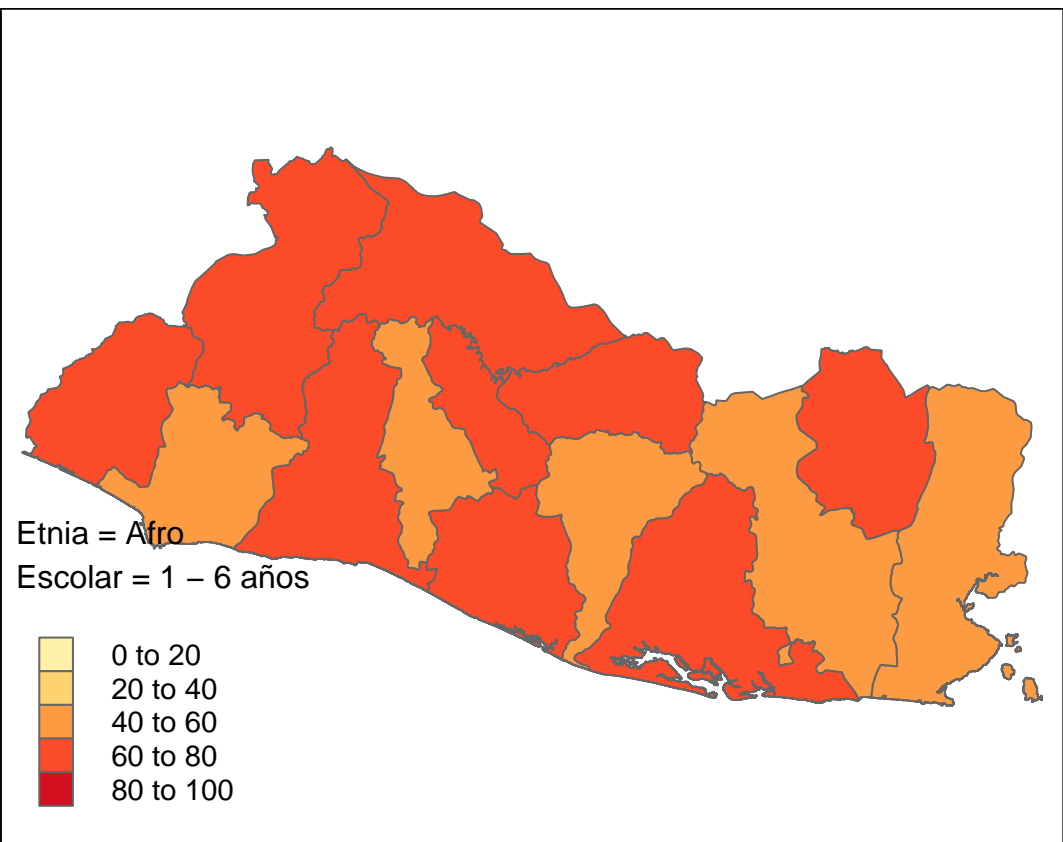 Etnia = Afro
Escolar = 1 – 6 años
0 to 20
20 to 40
40 to 60
60 to 80
80 to 100